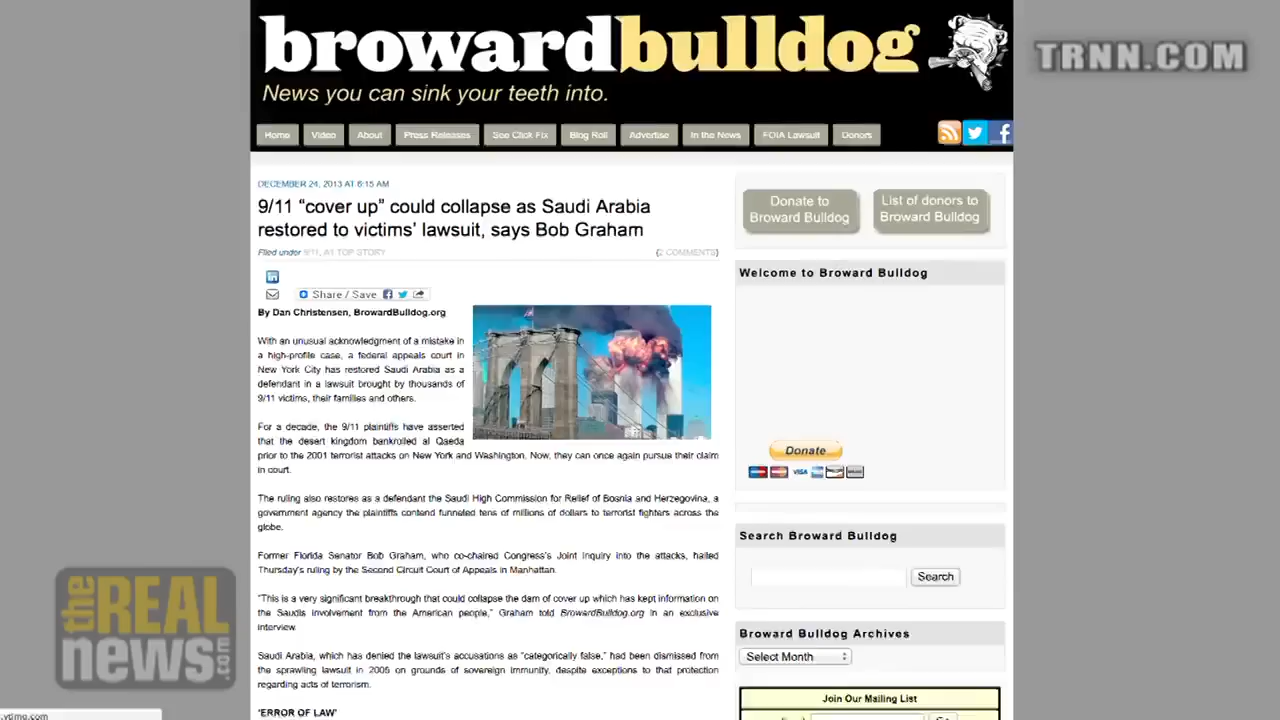 browardbulldog
TRNN.COM
News you can sink your teeth into.
Home Video About Press Releases See Click Fix Blog Roll Advertise In the News FOIA Lawsuit Donors
DECEMBER 24, 2013 AT 6:15 AM
9/11 “cover up” could collapse as Saudi Arabia
restored to victims’ lawsuit, says Bob Graham
Filed under 9/11, A1 TOP STORY
{2 COMMENTS}
Share / Save
By Dan Christensen, BrowardBulldog.org
With an unusual acknowledgment of a mistake in
a high-profile case, a federal appeals court in
New York City has restored Saudi Arabia as a
defendant in a lawsuit brought by thousands of
9/11 victims, their families and others.
For a decade, the 9/11 plaintiffs have asserted
that the desert kingdom bankrolled al Qaeda
prior to the 2001 terrorist attacks on New York and Washington. Now, they can once again pursue their claim
in court.
The ruling also restores as a defendant the Saudi High Commission for Relief of Bosnia and Herzegovina, a
government agency the plaintiffs contend funneled tens of millions of dollars to terrorist fighters across the
globe.
Former Florida Senator Bob Graham, who co-chaired Congress’s Joint Inquiry into the attacks, hailed
Thursday’s ruling by the Second Circuit Court of Appeals in Manhattan.
“This is a very significant breakthrough that could collapse the dam of cover up which has kept information on
the Saudis involvement from the American people,” Graham told BrowardBulldog.org in an exclusive
interview.
Saudi Arabia, which has denied the lawsuit’s accusations as “categorically false,” had been dismissed from
the sprawling lawsuit in 2005 on grounds of sovereign immunity, despite exceptions to that protection
regarding acts of terrorism.
‘ERROR OF LAW’
Donate to
Broward Bulldog
List of donors to
Broward Bulldog
Welcome to Broward Bulldog
Donate
VISA
Search Broward Bulldog
Search
Broward Bulldog Archives
Select Month
Join Our Mailing List
the REAL
news.com
.ytimg.com